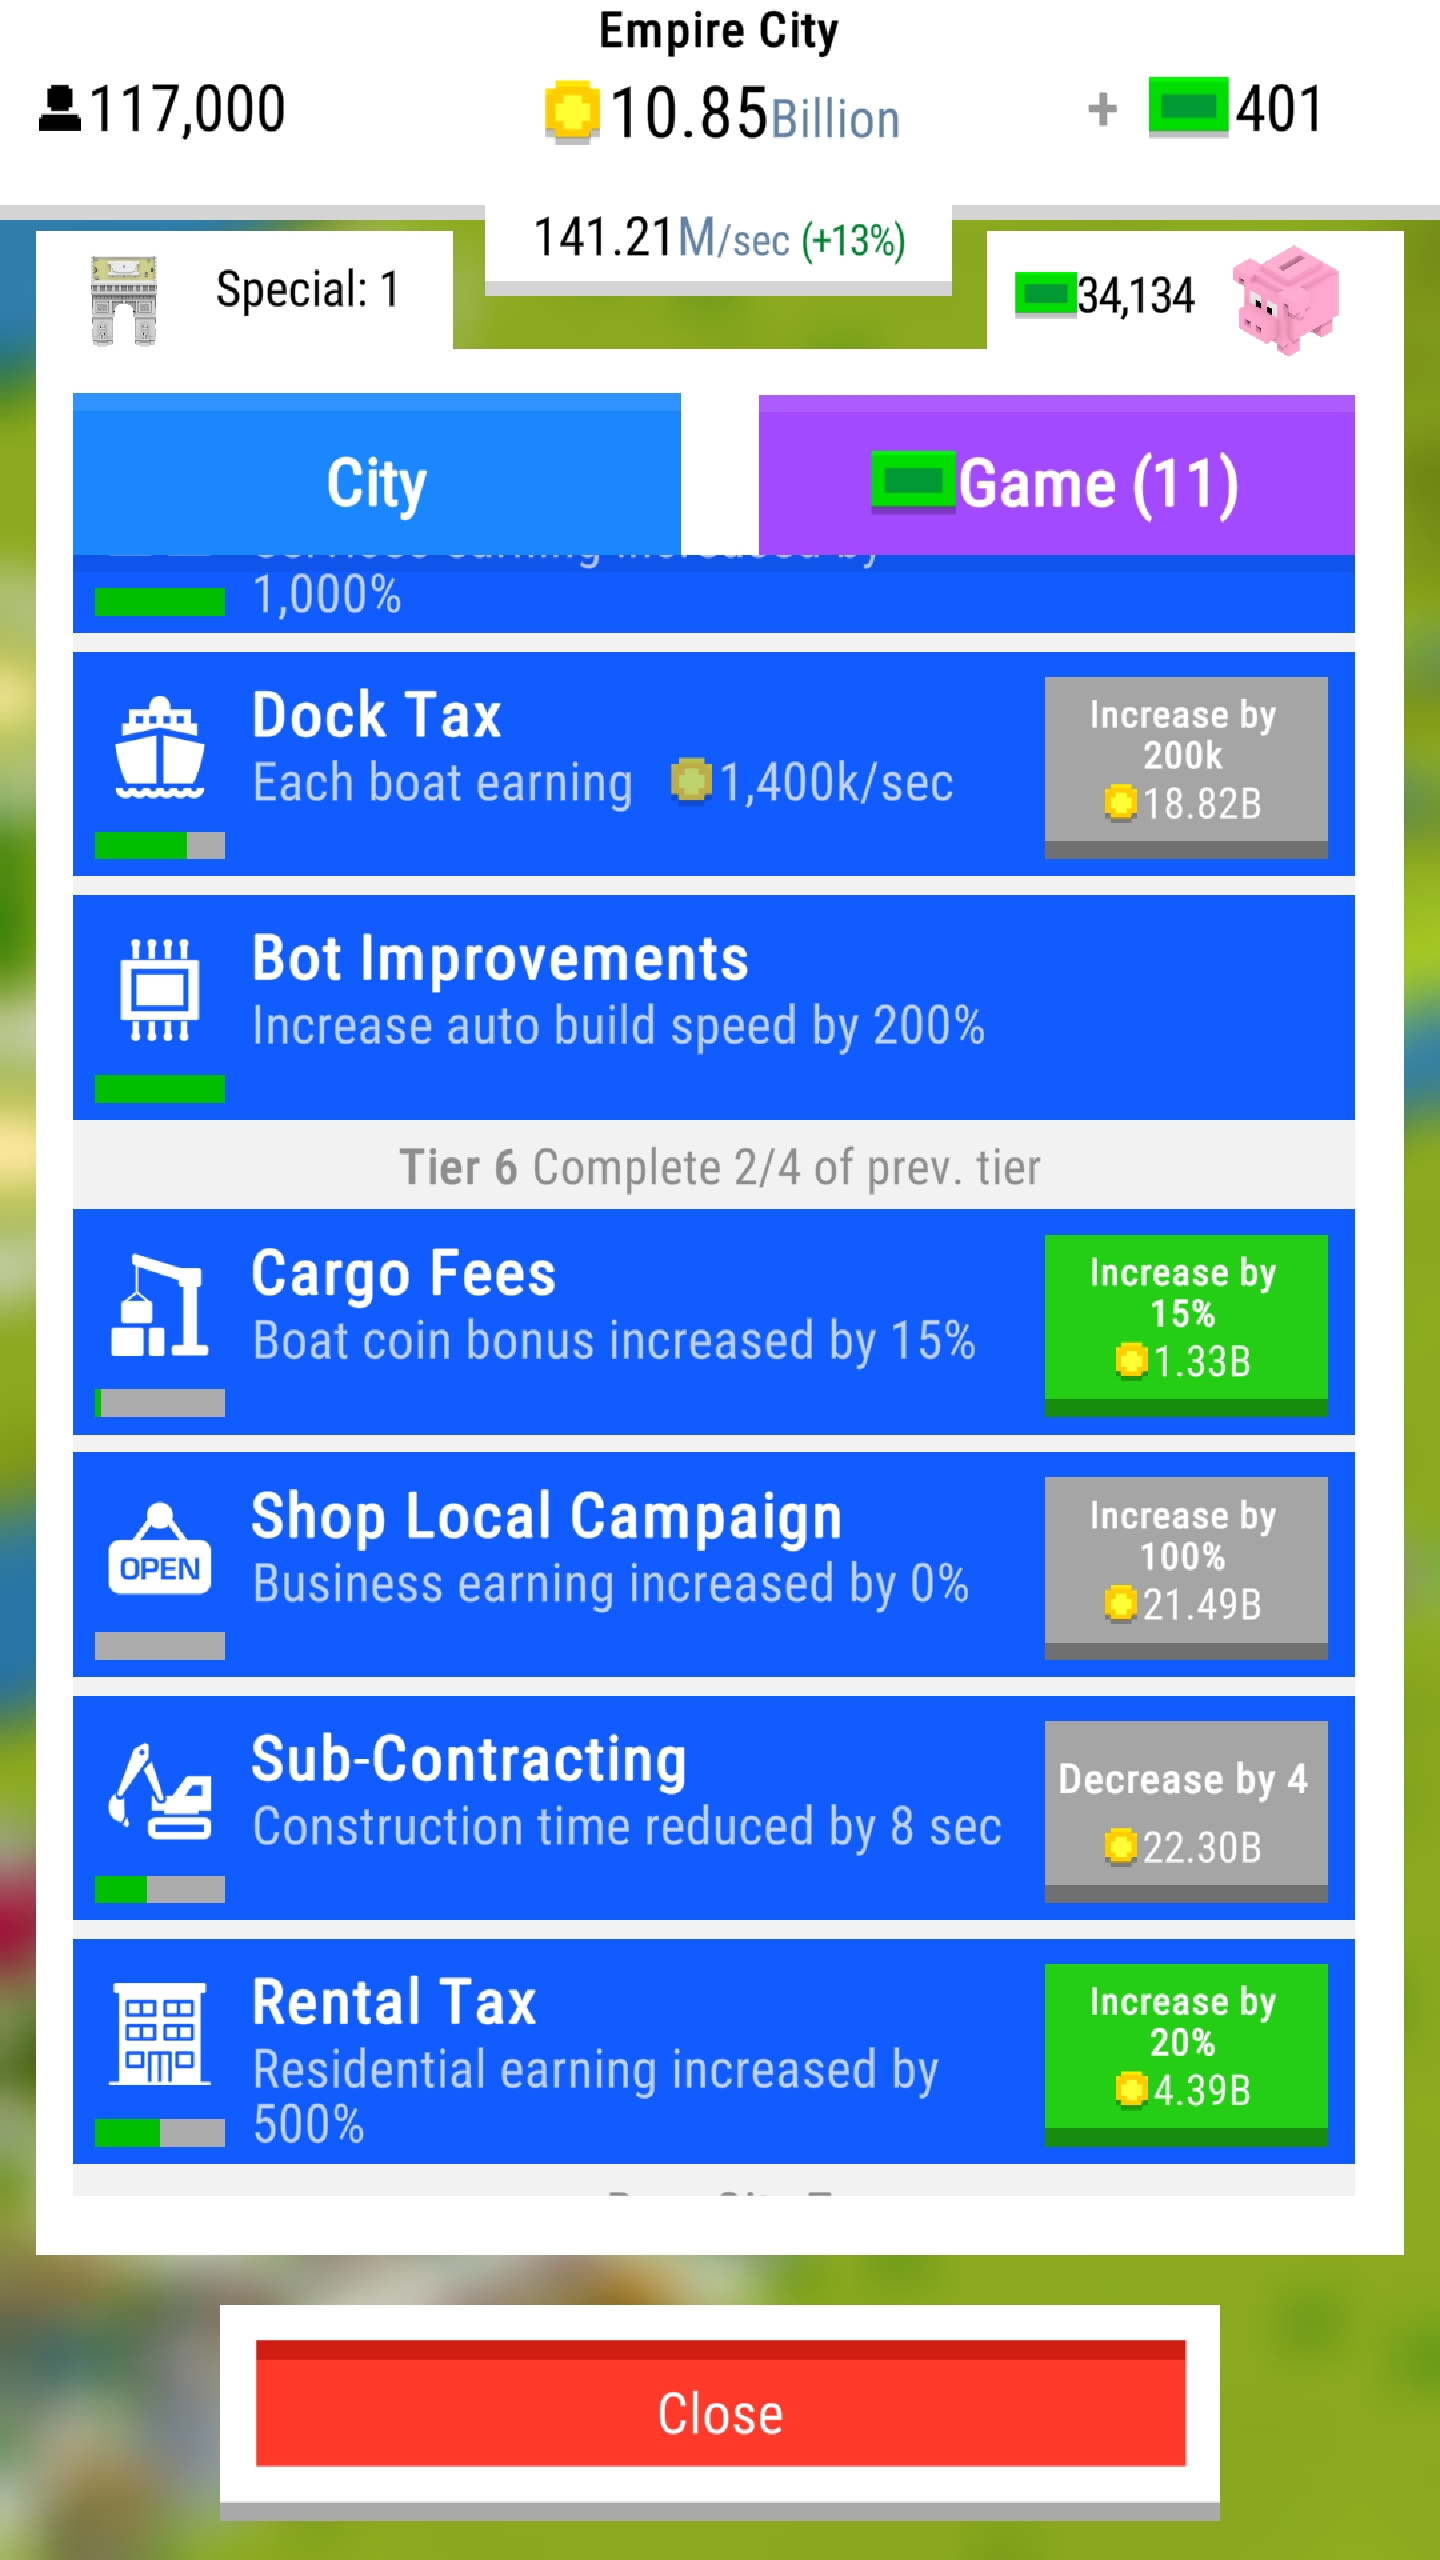 Empire City
117,000
10.85Billion
+ 401
141.21M/sec (+13%)
Special: 1
34,134
City
Game (11)
1,000%
Dock Tax
Each boat earning 1,400k/sec
Increase by
200k
18.82B
Bot Improvements
Increase auto build speed by 200%
Tier 6 Complete 2/4 of prev. tier
Cargo Fees
Boat coin bonus increased by 15%
Increase by
15%
1.33B
OPEN
Shop Local Campaign
Business earning increased by 0%
Increase by
100%
21.49B
Sub-Contracting
Construction time reduced by 8 sec
Decrease by 4
22.30B
Rental Tax
Residential earning increased by
500%
Increase by
20%
4.39B
Close